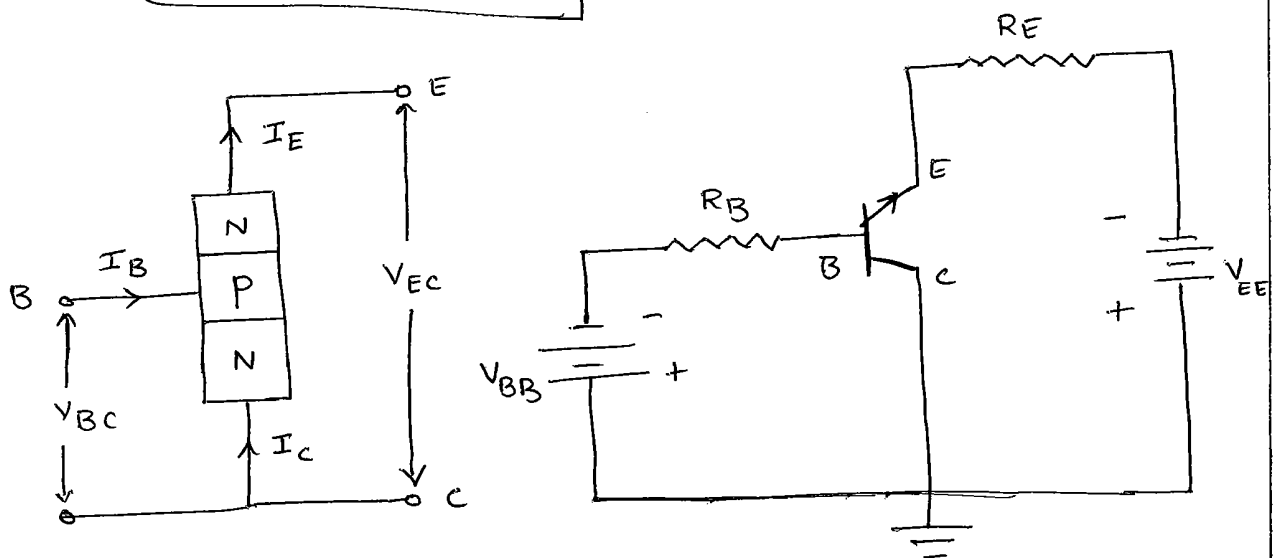 E
I_E
N
I_B
B
P
V_EC
N
V_BC
I_C
C
R_E
E
R_B
B
C
-
V_EE
+
-
V_BB
+